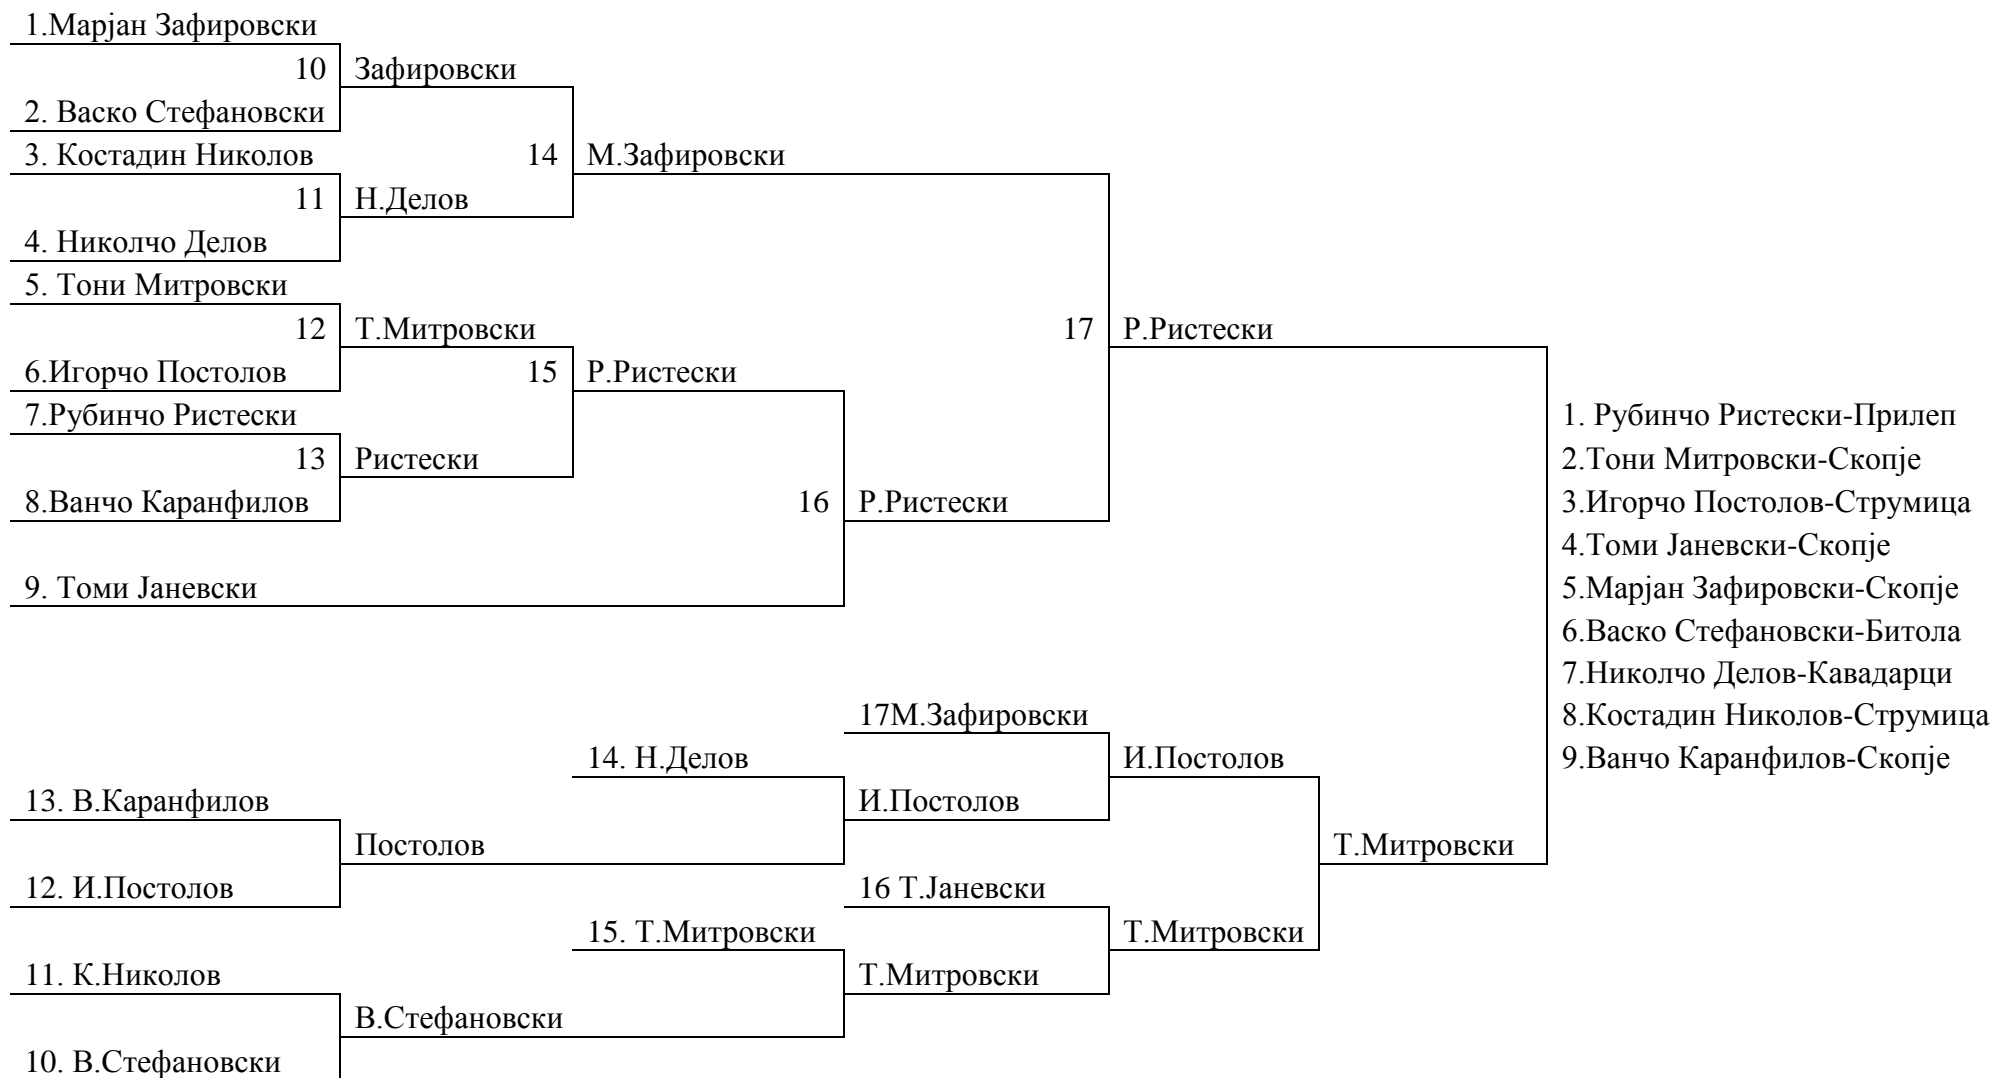 1.Марјан Зафировски
10 Зафировски
2. Васко Стефановски
3. Костадин Николов
14 М.Зафировски
11 Н.Делов
4. Николчо Делов
5. Тони Митровски
12 Т.Митровски
17 Р.Ристески
6.Игорчо Постолов
15 Р.Ристески
7.Рубинчо Ристески
13 Ристески
8.Ванчо Каранфилов
16 Р.Ристески
9. Томи Јаневски
1. Рубинчо Ристески-Прилеп
2.Тони Митровски-Скопје
3.Игорчо Постолов-Струмица
4.Томи Јаневски-Скопје
5.Марјан Зафировски-Скопје
6.Васко Стефановски-Битола
7.Николчо Делов-Кавадарци
8.Костадин Николов-Струмица
9.Ванчо Каранфилов-Скопје
17М.Зафировски
14. Н.Делов
И.Постолов
13. В.Каранфилов
И.Постолов
Постолов
Т.Митровски
12. И.Постолов
16 Т.Јаневски
15. Т.Митровски
Т.Митровски
11. К.Николов
Т.Митровски
В.Стефановски
10. В.Стефановски